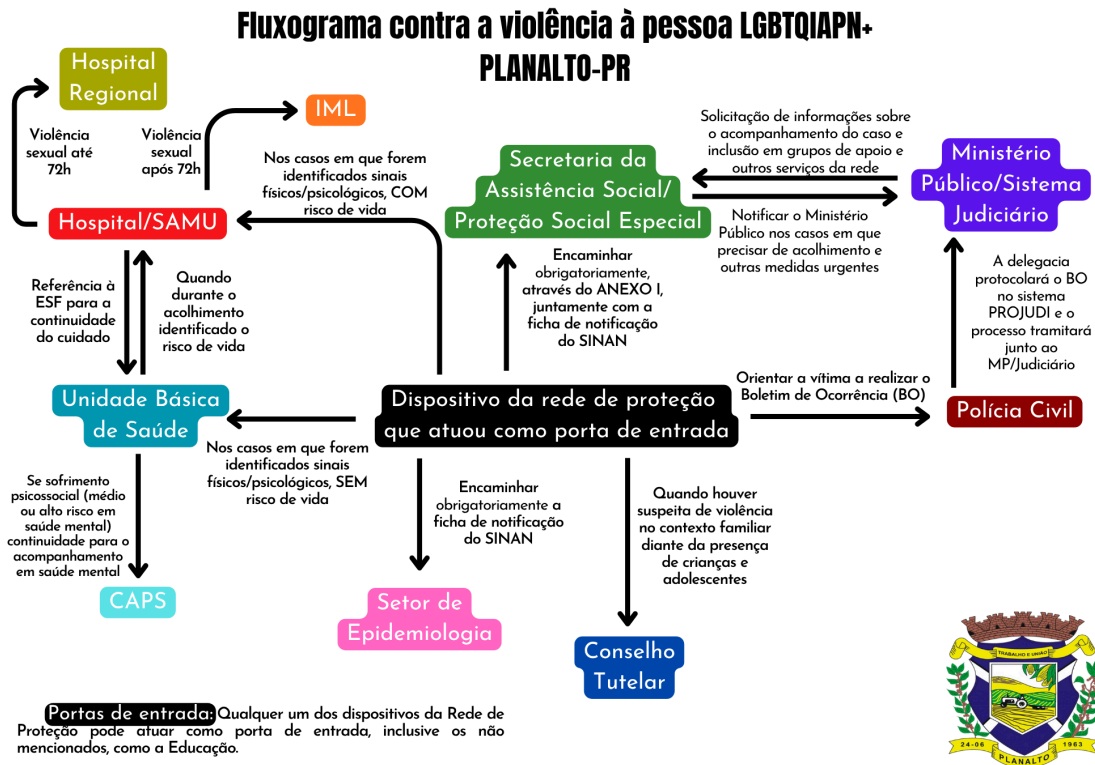 Fluxograma contra a violência à pessoa LGBTQIAPN+
PLANALTO-PR
Hospital
Regional
IML
Violência
sexual até
72h
Violência
sexual
após 72h
Nos casos em que forem
identificados sinais
físicos/psicológicos, COM
risco de vida
Secretaria da
Assistência Social/
Proteção Social Especial
Solicitação de informações sobre
o acompanhamento do caso e
inclusão em grupos de apoio e
outros serviços da rede
Ministério
Público/Sistema
Judiciário
Hospital/SAMU
Notificar o Ministério
Público nos casos em que
precisar de acolhimento e
outras medidas urgentes
Referência à
ESF para a
continuidade
do cuidado
Quando
durante o
acolhimento
identificado o
risco de vida
Encaminhar
obrigatoriamente,
através do ANEXO I,
juntamente com a
ficha de notificação
do SINAN
A delegacia
protocolará o BO
no sistema
PROJUDI e o
processo tramitará
junto ao
MP/Judiciário
Unidade Básica
de Saúde
Dispositivo da rede de proteção
que atuou como porta de entrada
Orientar a vítima a realizar o
Boletim de Ocorrência (BO)
Polícia Civil
Nos casos em que forem
identificados sinais
físicos/psicológicos, SEM
risco de vida
Se sofrimento
psicossocial (médio
ou alto risco em
saúde mental)
continuidade para o
acompanhamento
em saúde mental
Encaminhar
obrigatoriamente a
ficha de notificação
do SINAN
Quando houver
suspeita de violência
no contexto familiar
diante da presença
de crianças e
adolescentes
CAPS
Setor de
Epidemiologia
Conselho
Tutelar
Portas de entrada: Qualquer um dos dispositivos da Rede de
Proteção pode atuar como porta de entrada, inclusive os não
mencionados, como a Educação.
TRABALHO E UNIÃO
24-06
PLANALTO
1963